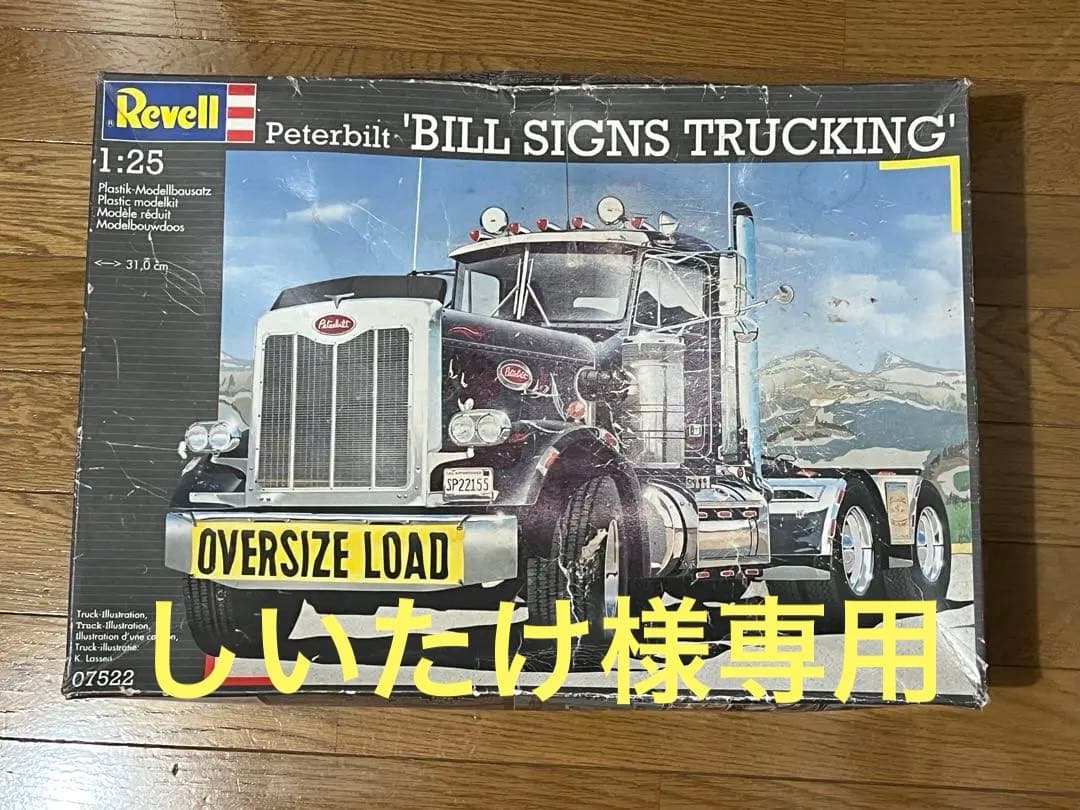 Revell
Peterbilt 'BILL SIGNS TRUCKING'
1:25
Plastik-Modellbausatz
Plastic modelkit
Modèle réduit
Modelbouwdoos
<--> 31,0 cm
Peterbilt
Peterbilt
SP22155
OVERSIZE LOAD
Truck-Illustration,
Truck-Illustration,
Illustration d'une camion,
Truck-illustratie:
K. Lassen
07522
しいたけ様専用